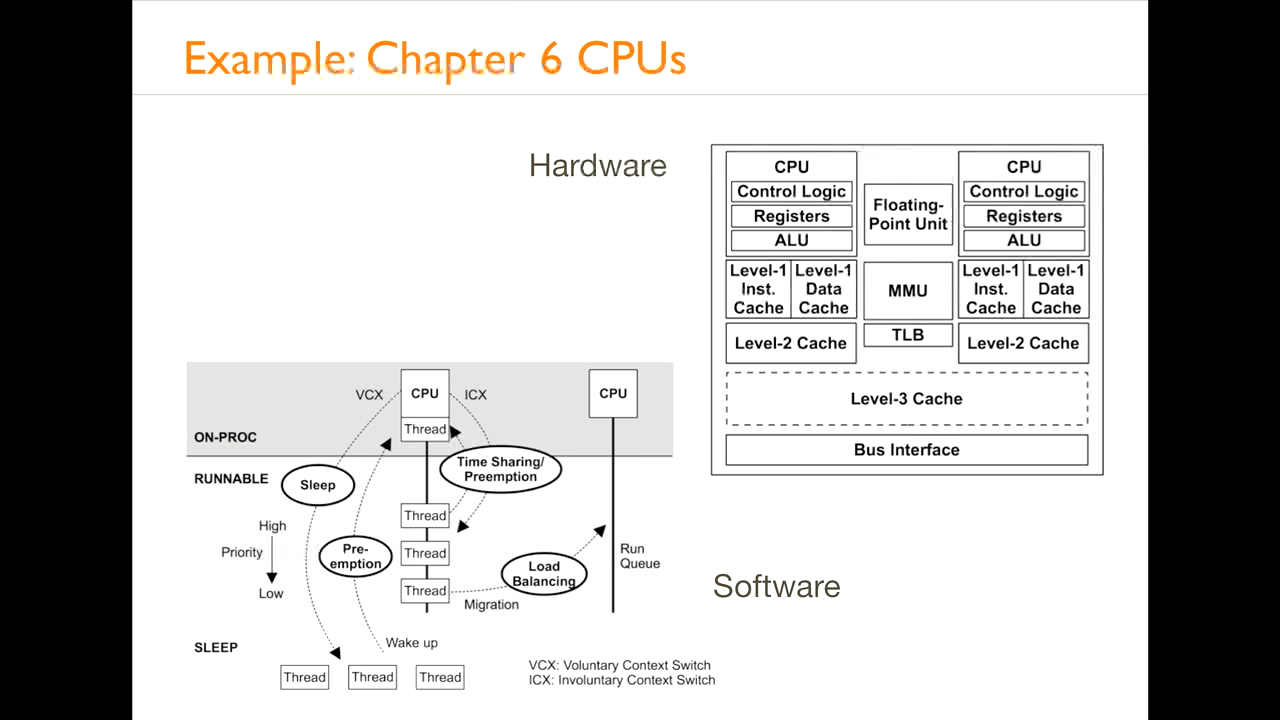 Example: Chapter 6 CPUs
Hardware
CPU
Control Logic
Registers
ALU
Floating-
Point Unit
CPU
Control Logic
Registers
ALU
Level-1
Inst.
Cache
Level-1
Data
Cache
MMU
Level-1
Inst.
Cache
Level-1
Data
Cache
Level-2 Cache
TLB
Level-2 Cache
Level-3 Cache
Bus Interface
VCX
CPU
ICX
CPU
Thread
ON-PROC
RUNNABLE
Sleep
Time Sharing/
Preemption
High
Priority
Low
Thread
Pre-
emption
Thread
Thread
Load
Balancing
Migration
Run
Queue
Software
SLEEP
Wake up
Thread
Thread
Thread
VCX: Voluntary Context Switch
ICX: Involuntary Context Switch